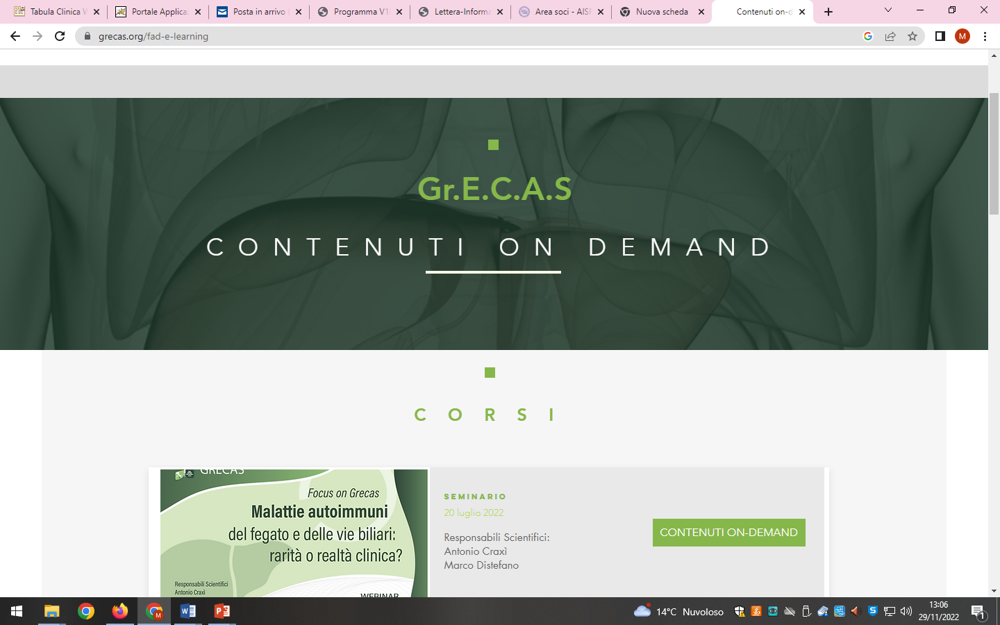 Tabula Clinica
Portale Applica
Posta in arrivo
Programma V1
Lettera-Informa
Area soci - AISF
Nuova scheda
Contenuti on-d
grecas.org/fad-e-learning
M
Gr.E.C.A.S
CONTENUTI ON DEMAND
CORSI
GRECAS
Focus on Grecas
Malattie autoimmuni
del fegato e delle vie biliari:
rarità o realtà clinica?
Responsabili Scientifici
Antonio Craxì
WEBINAR
SEMINARIO
20 luglio 2022
Responsabili Scientifici:
Antonio Craxì
Marco Distefano
CONTENUTI ON-DEMAND
14°C Nuvoloso
13:06
29/11/2022
1